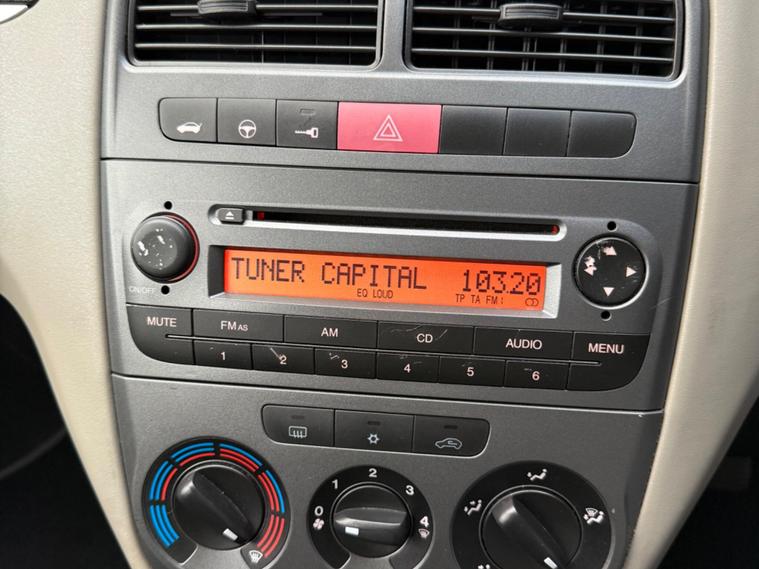 TUNER CAPITAL 103.20
EQ LOUD TP TA FM1
ON/OFF
MUTE FM AS AM CD AUDIO MENU
1 2 3 4 5 6
0 1 2 3 4